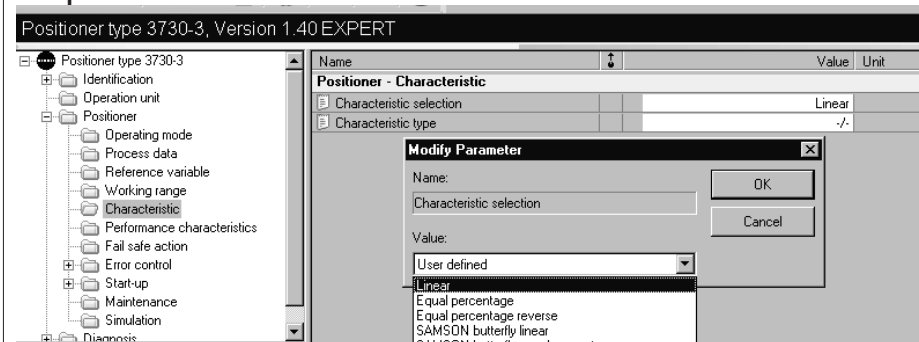 Positioner type 3730-3, Version 1.40 EXPERT
Positioner type 3730-3
Identification
Operation unit
Positioner
Operating mode
Process data
Reference variable
Working range
Characteristic
Performance characteristics
Fail safe action
Error control
Start-up
Maintenance
Simulation
Diagnosis
Name Value Unit
Positioner - Characteristic
Characteristic selection Linear
Characteristic type -/-
Modify Parameter
Name:
Characteristic selection
Value:
User defined
Linear
Equal percentage
Equal percentage reverse
SAMSON butterfly linear
OK
Cancel